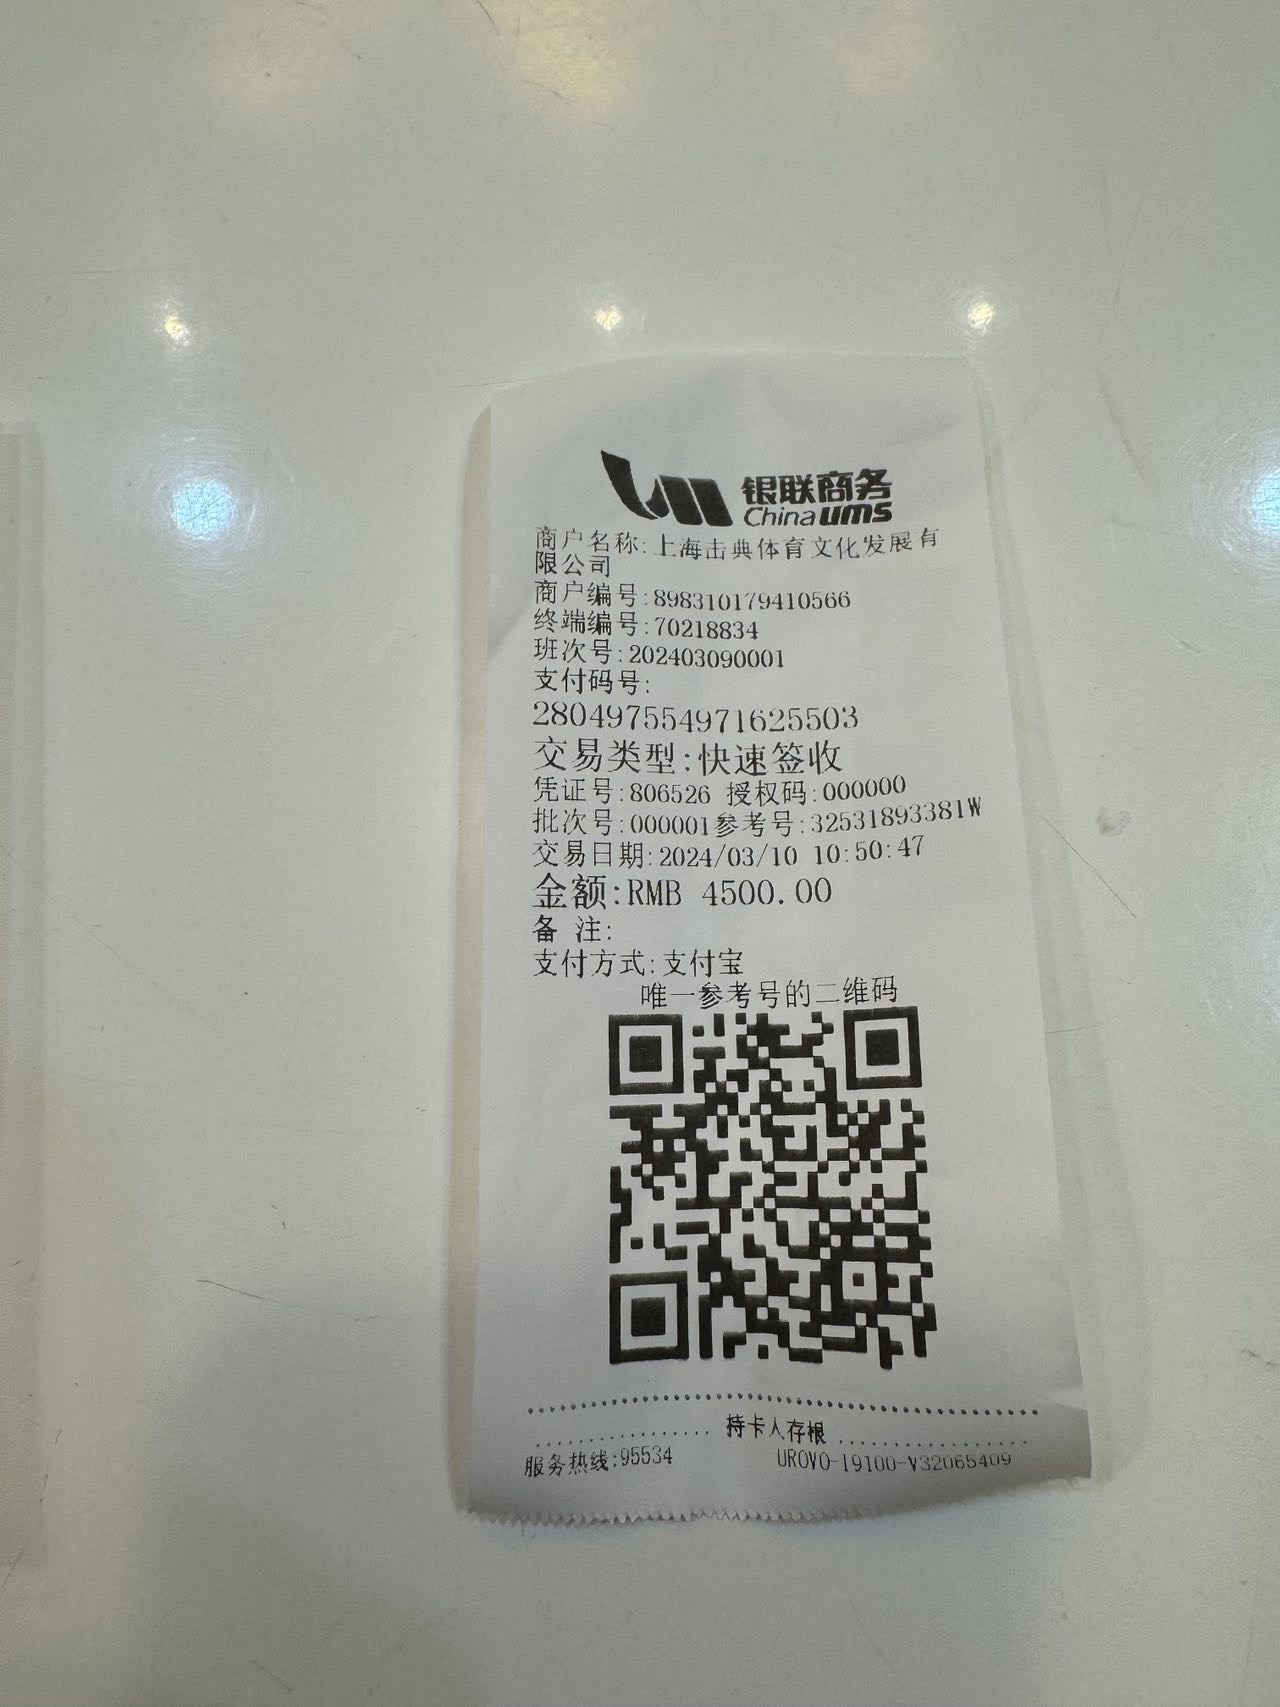 银联商务
China ums
商户名称:上海击典体育文化发展有
限公司
商户编号:898310179410566
终端编号:70218834
班次号:202403090001
支付码号:
280497554971625503
交易类型:快速签收
凭证号:806526 授权码:000000
批次号:000001参考号:32531893381W
交易日期:2024/03/10 10:50:47
金额:RMB 4500.00
备 注:
支付方式:支付宝
唯一参考号的二维码
持卡人存根
服务热线:95534 UROVO-I9100-V32065409